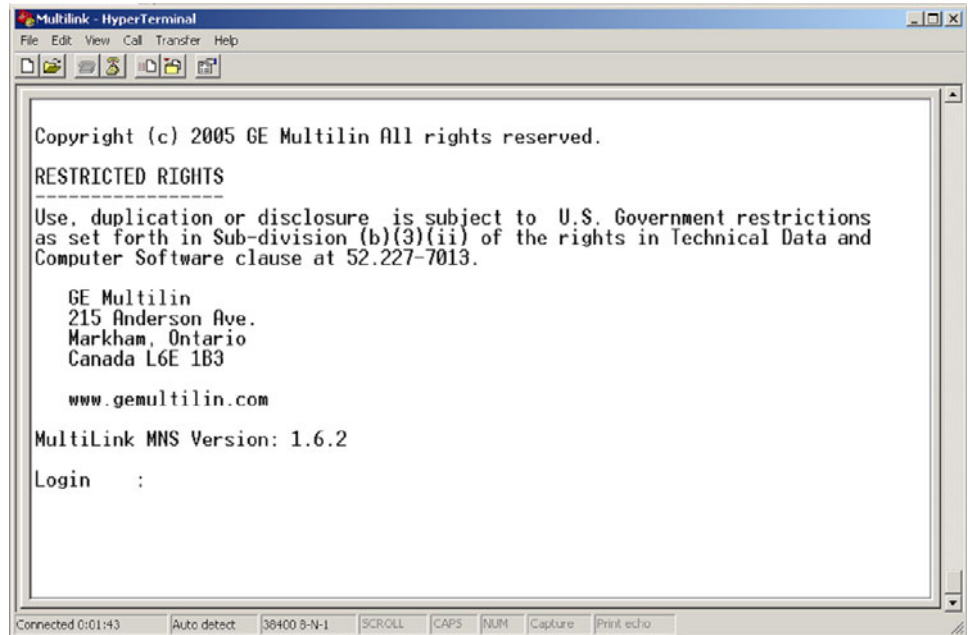 Multilink - HyperTerminal
File Edit View Call Transfer Help
Copyright (c) 2005 GE Multilin All rights reserved.
RESTRICTED RIGHTS
-----------------
Use, duplication or disclosure is subject to U.S. Government restrictions
as set forth in Sub-division (b)(3)(ii) of the rights in Technical Data and
Computer Software clause at 52.227-7013.
GE Multilin
215 Anderson Ave.
Markham, Ontario
Canada L6E 1B3
www.gemultilin.com
MultiLink MNS Version: 1.6.2
Login :
Connected 0:01:43 Auto detect 38400 8-N-1 SCROLL CAPS NUM Capture Print echo